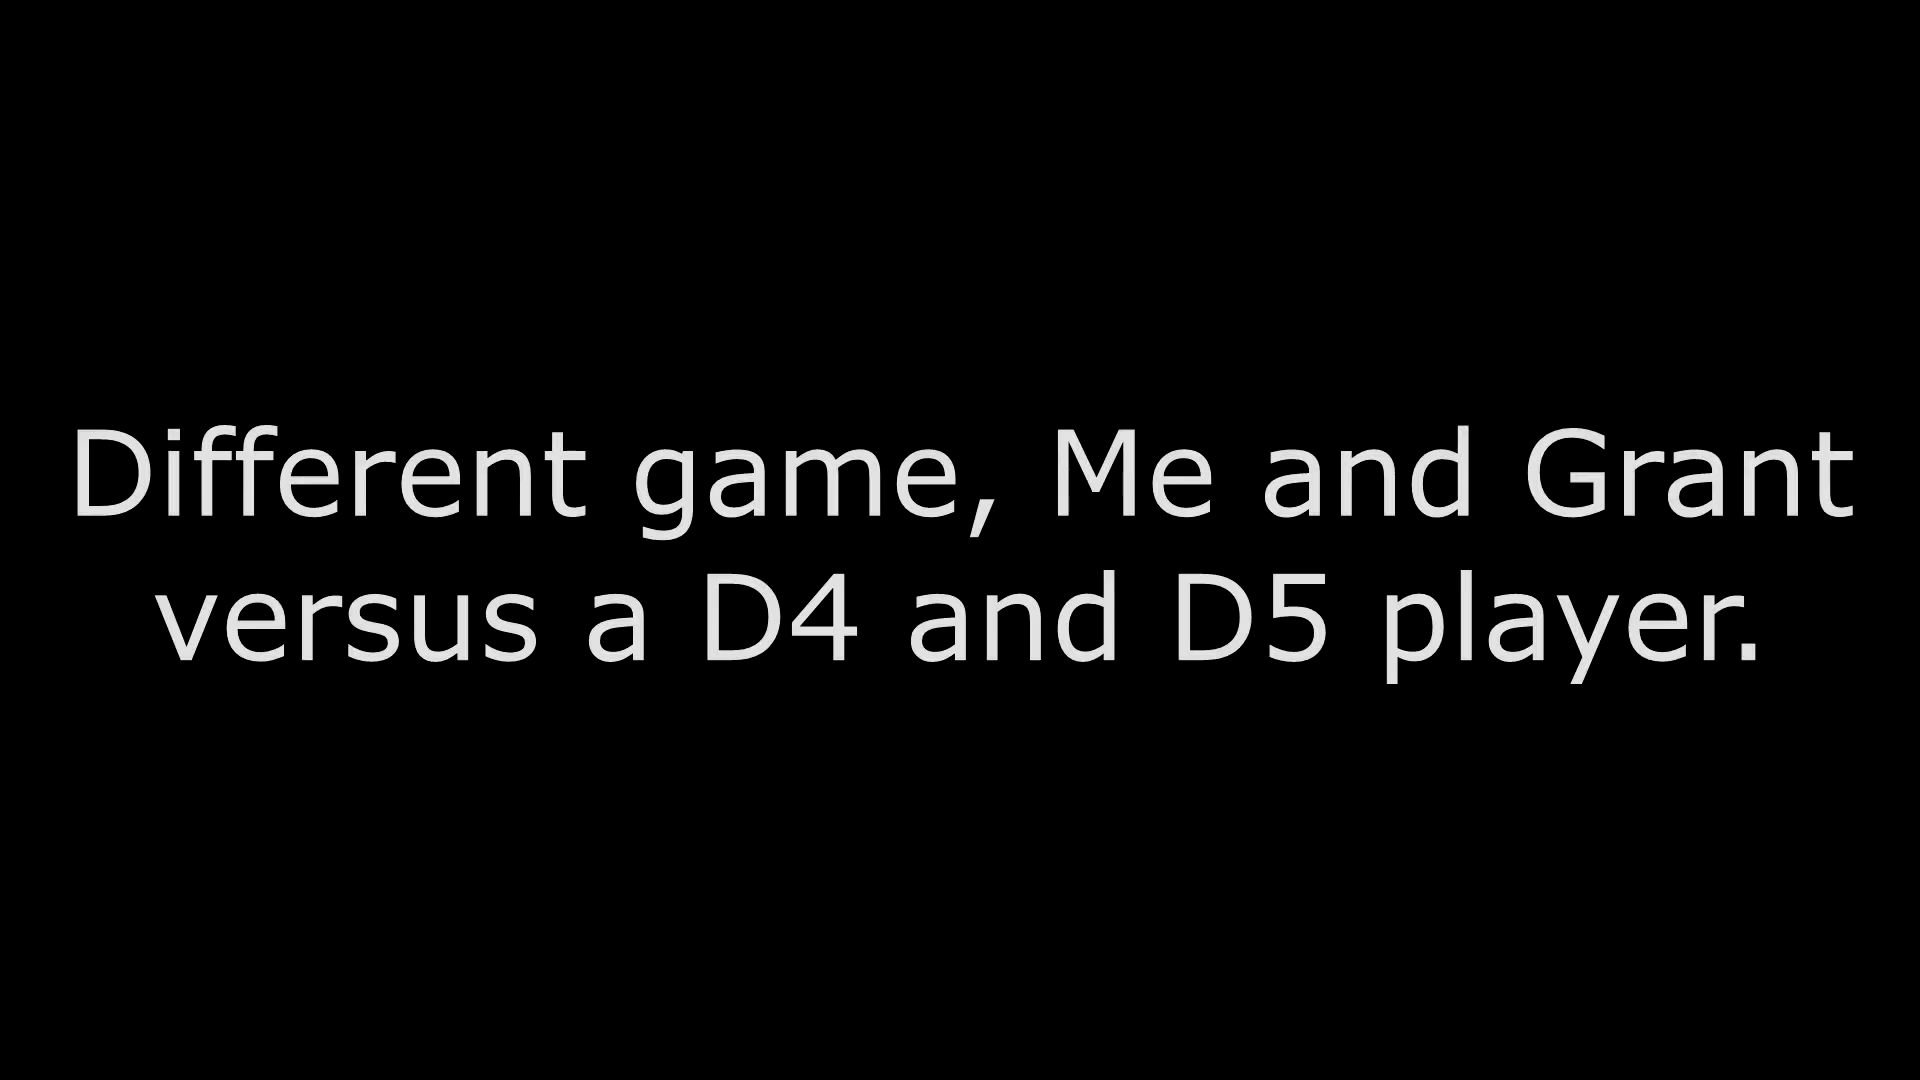 Different game, Me and Grant
versus a D4 and D5 player.